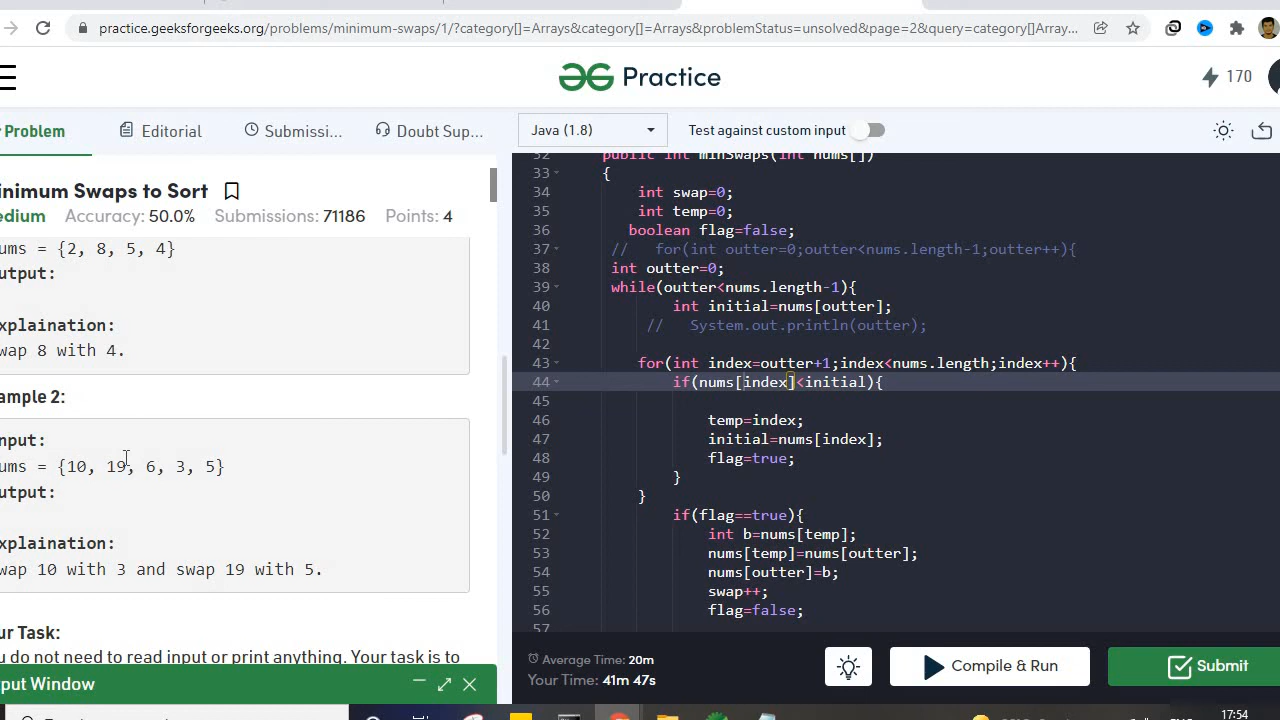 practice.geeksforgeeks.org/problems/minimum-swaps/1/?category[]=Arrays&category[]=Arrays&problemStatus=unsolved&page=2&query=category[]Array...
Practice
170
Problem
Editorial
Submissi...
Doubt Sup...
Java (1.8)
Test against custom input
nimum Swaps to Sort
edium Accuracy: 50.0% Submissions: 71186 Points: 4
ums = {2, 8, 5, 4}
utput:
xplaination:
wap 8 with 4.
ample 2:
nput:
ums = {10, 19, 6, 3, 5}
utput:
xplaination:
wap 10 with 3 and swap 19 with 5.
ur Task:
u do not need to read input or print anything. Your task is to
put Window
32 public int minSwaps(int nums[])
33 {
34 int swap=0;
35 int temp=0;
36 boolean flag=false;
37 // for(int outter=0;outter<nums.length-1;outter++){
38 int outter=0;
39 while(outter<nums.length-1){
40 int initial=nums[outter];
41 // System.out.println(outter);
42
43 for(int index=outter+1;index<nums.length;index++){
44 if(nums[index]<initial){
45
46 temp=index;
47 initial=nums[index];
48 flag=true;
49 }
50 }
51 if(flag==true){
52 int b=nums[temp];
53 nums[temp]=nums[outter];
54 nums[outter]=b;
55 swap++;
56 flag=false;
57
Average Time: 20m
Your Time: 41m 47s
Compile & Run
Submit
17:54